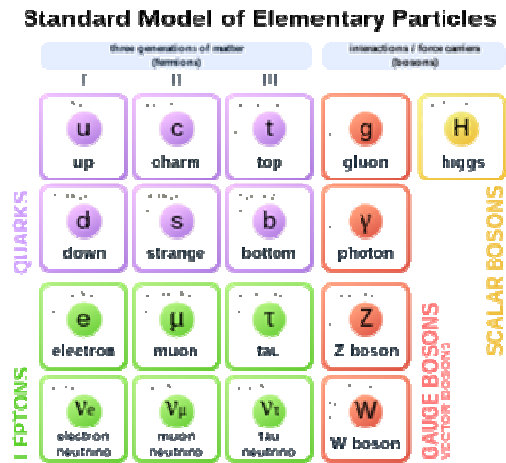 Standard Model of Elementary Particles
three generations of matter
(fermions)
interactions / force carriers
(bosons)
I II III
u c t g H
up charm top gluon higgs
d s b γ
down strange bottom photon
e μ τ Z
electron muon tau Z boson
νe νμ ντ W
electron neutrino muon neutrino tau neutrino W boson
QUARKS
LEPTONS
GAUGE BOSONS
VECTOR BOSONS
SCALAR BOSONS